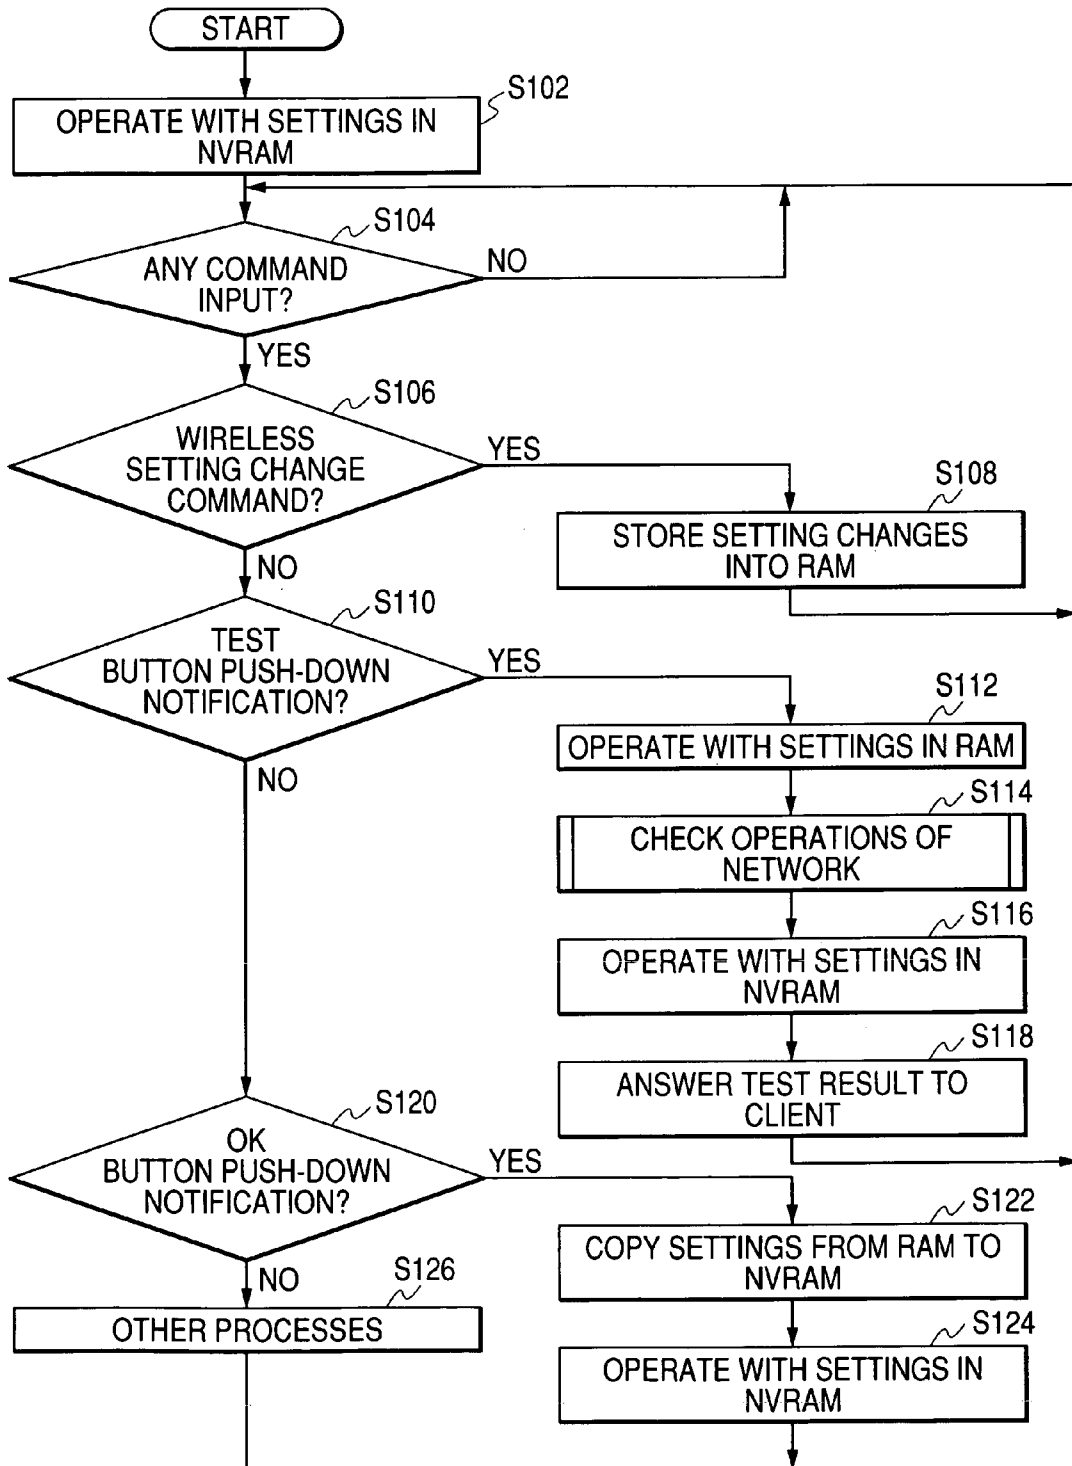 START
S102
OPERATE WITH SETTINGS IN
NVRAM
S104
ANY COMMAND
INPUT?
NO
YES
S106
WIRELESS
SETTING CHANGE
COMMAND?
YES
S108
STORE SETTING CHANGES
INTO RAM
NO
S110
TEST
BUTTON PUSH-DOWN
NOTIFICATION?
YES
S112
OPERATE WITH SETTINGS IN RAM
NO
S114
CHECK OPERATIONS OF
NETWORK
S116
OPERATE WITH SETTINGS IN
NVRAM
S118
ANSWER TEST RESULT TO
CLIENT
S120
OK
BUTTON PUSH-DOWN
NOTIFICATION?
YES
S122
COPY SETTINGS FROM RAM TO
NVRAM
NO
S126
OTHER PROCESSES
S124
OPERATE WITH SETTINGS IN
NVRAM